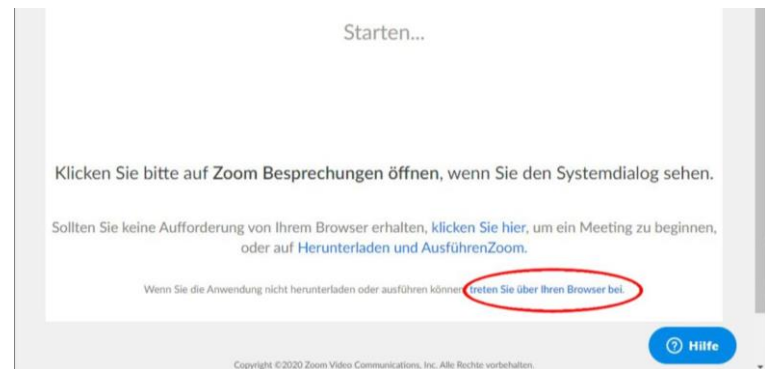 Starten...
Klicken Sie bitte auf Zoom Besprechungen öffnen, wenn Sie den Systemdialog sehen.
Sollten Sie keine Aufforderung von Ihrem Browser erhalten, klicken Sie hier, um ein Meeting zu beginnen,
oder auf Herunterladen und AusführenZoom.
Wenn Sie die Anwendung nicht herunterladen oder ausführen können, treten Sie über Ihren Browser bei.
Hilfe
Copyright ©2020 Zoom Video Communications, Inc. Alle Rechte vorbehalten.